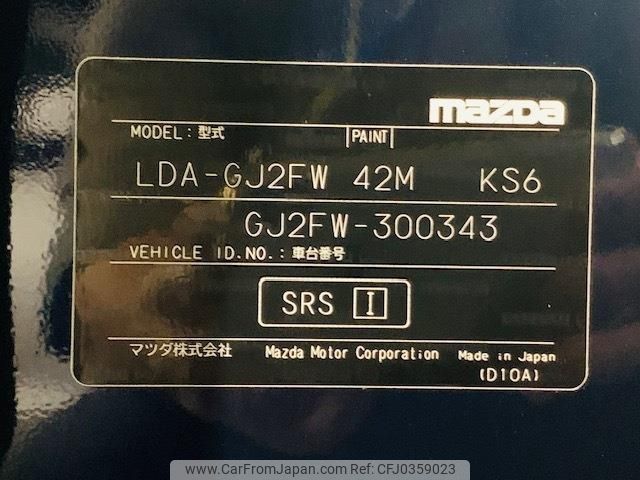 mazda
MODEL: 型式 PAINT
LDA-GJ2FW 42M KS6
GJ2FW-300343
VEHICLE ID.NO.: 車台番号
SRS I
マツダ株式会社 Mazda Motor Corporation Made in Japan
(D10A)
www.CarFromJapan.com - CFJ0359023